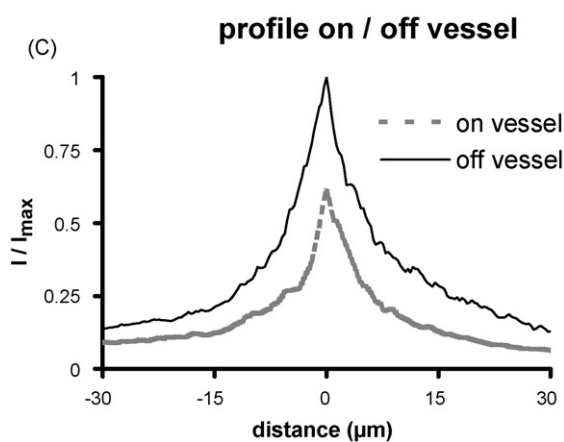 profile on / off vessel
(C)
on vessel
off vessel
I / Imax
1
0.75
0.5
0.25
0
-30
-15
0
15
30
distance (µm)